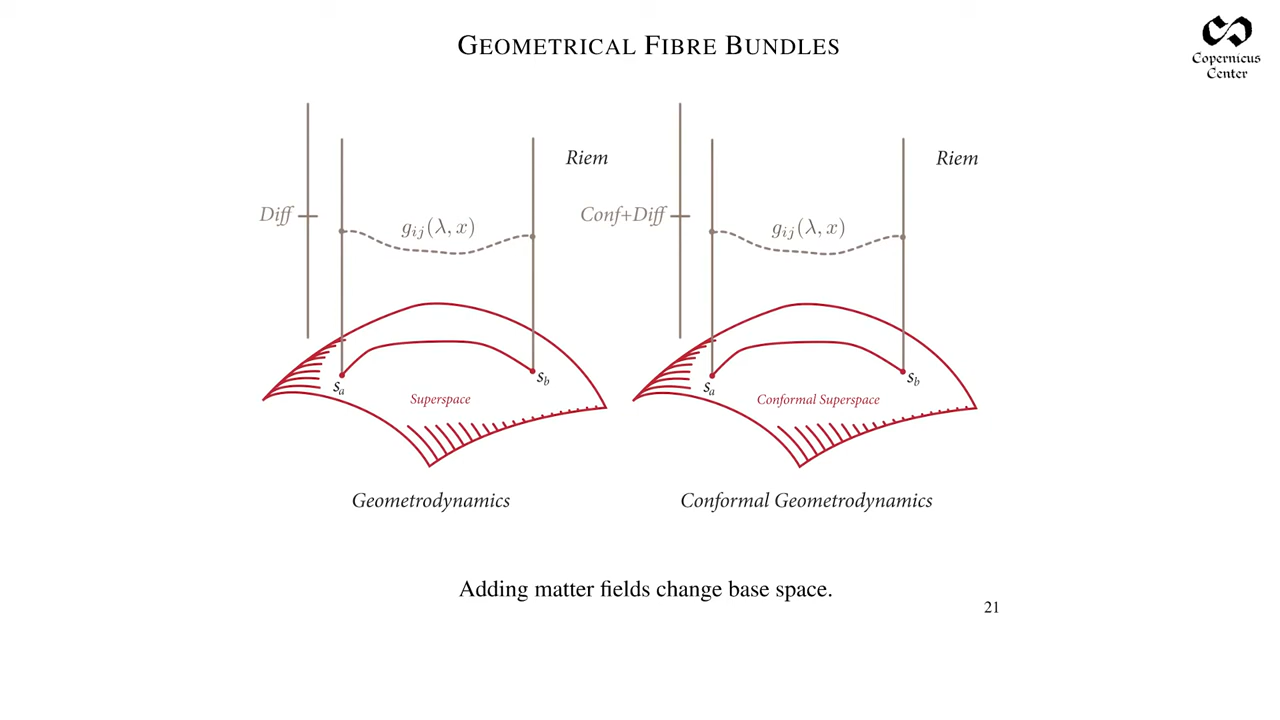 GEOMETRICAL FIBRE BUNDLES
Copernicus
Center
Riem
Diff
g_{ij}(λ, x)
s_a
s_b
Superspace
Geometrodynamics
Riem
Conf+Diff
g_{ij}(λ, x)
s_a
s_b
Conformal Superspace
Conformal Geometrodynamics
Adding matter fields change base space.
21